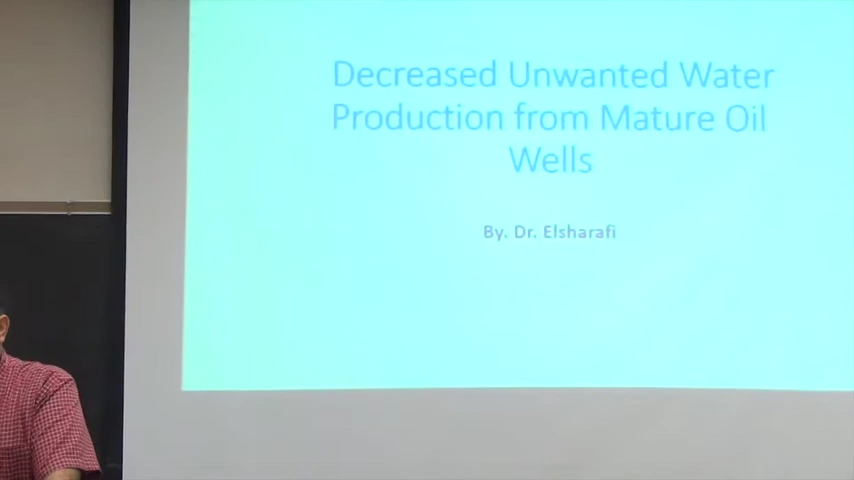 Decreased Unwanted Water
Production from Mature Oil
Wells
By. Dr. Elsharafi